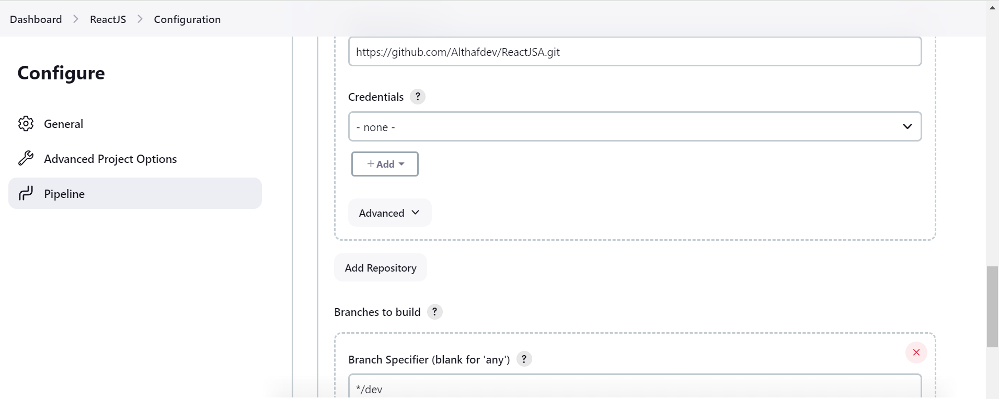 Dashboard > ReactJS > Configuration
Configure
General
Advanced Project Options
Pipeline
https://github.com/Althafdev/ReactJSA.git
Credentials ?
- none -
+ Add
Advanced
Add Repository
Branches to build ?
Branch Specifier (blank for 'any') ?
*/dev